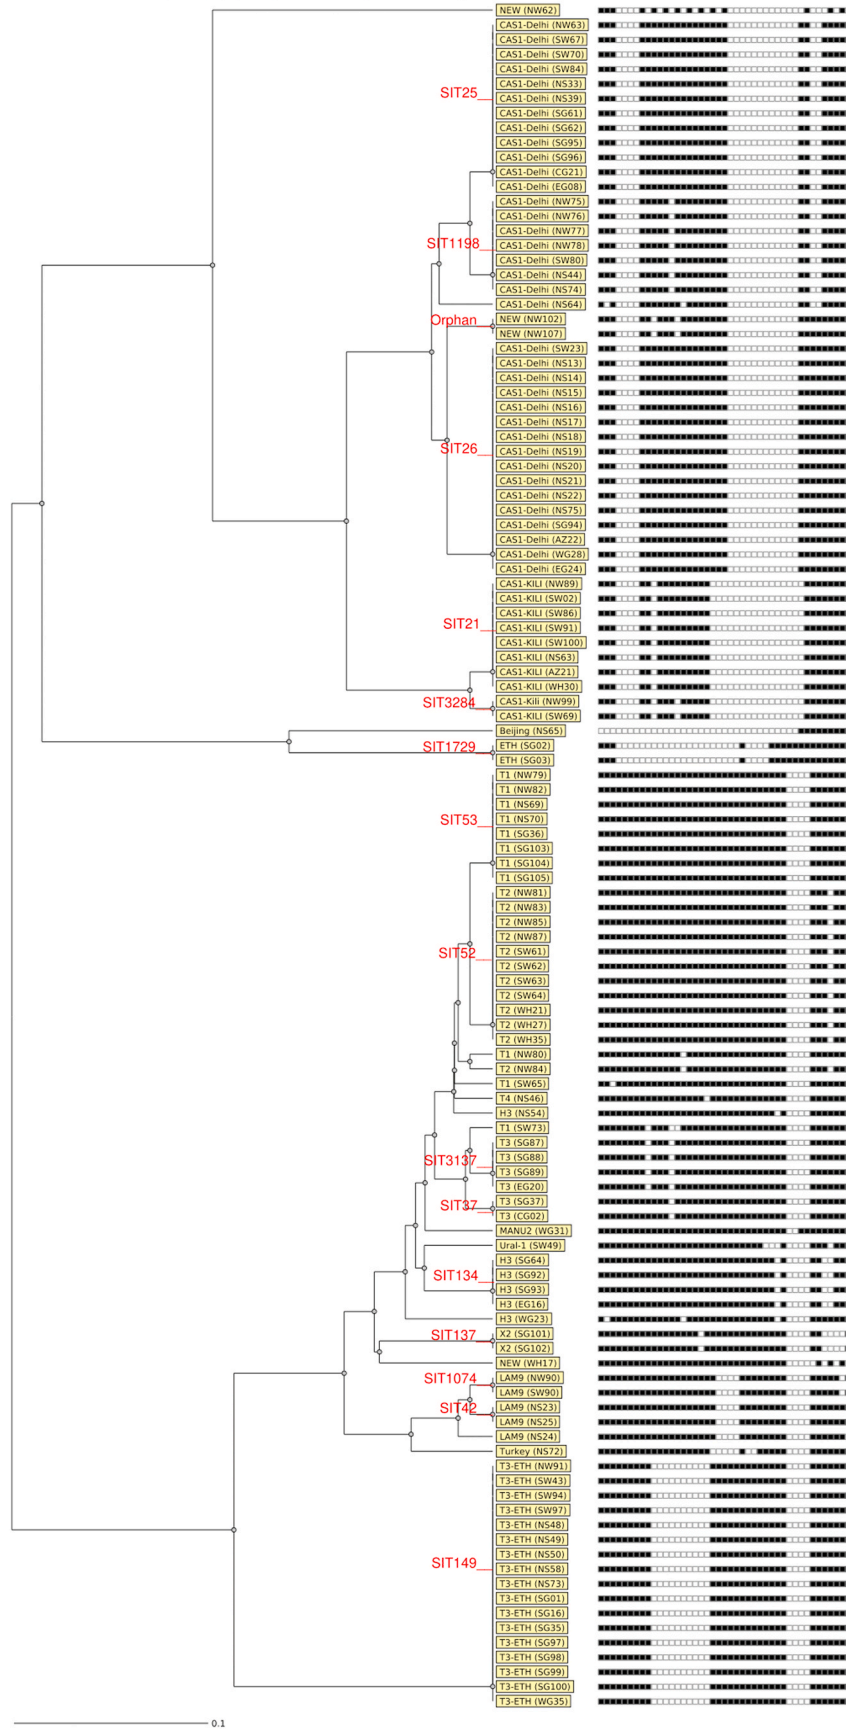 NEW (NW62)
CAS1-Delhi (NW63)
CAS1-Delhi (SW67)
CAS1-Delhi (SW70)
CAS1-Delhi (SW84)
CAS1-Delhi (NS33)
SIT25 CAS1-Delhi (NS39)
CAS1-Delhi (SG61)
CAS1-Delhi (SG62)
CAS1-Delhi (SG95)
CAS1-Delhi (SG96)
CAS1-Delhi (CG21)
CAS1-Delhi (EG08)
CAS1-Delhi (NW75)
CAS1-Delhi (NW76)
CAS1-Delhi (NW77)
SIT1198 CAS1-Delhi (NW78)
CAS1-Delhi (SW80)
CAS1-Delhi (NS44)
CAS1-Delhi (NS74)
CAS1-Delhi (NS64)
Orphan NEW (NW102)
NEW (NW107)
CAS1-Delhi (SW23)
CAS1-Delhi (NS13)
CAS1-Delhi (NS14)
CAS1-Delhi (NS15)
CAS1-Delhi (NS16)
CAS1-Delhi (NS17)
CAS1-Delhi (NS18)
SIT26 CAS1-Delhi (NS19)
CAS1-Delhi (NS20)
CAS1-Delhi (NS21)
CAS1-Delhi (NS22)
CAS1-Delhi (NS75)
CAS1-Delhi (SG94)
CAS1-Delhi (AZ22)
CAS1-Delhi (WG28)
CAS1-Delhi (EG24)
CAS1-KILI (NW89)
CAS1-KILI (SW02)
CAS1-KILI (SW86)
SIT21 CAS1-KILI (SW91)
CAS1-KILI (SW100)
CAS1-KILI (NS63)
CAS1-KILI (AZ21)
CAS1-KILI (WH30)
SIT3284 CAS1-Kili (NW99)
CAS1-KILI (SW69)
Beijing (NS65)
SIT1729 ETH (SG02)
ETH (SG03)
T1 (NW79)
T1 (NW82)
T1 (NS69)
SIT53 T1 (NS70)
T1 (SG36)
T1 (SG103)
T1 (SG104)
T1 (SG105)
T2 (NW81)
T2 (NW83)
T2 (NW85)
T2 (NW87)
SIT52 T2 (SW61)
T2 (SW62)
T2 (SW63)
T2 (SW64)
T2 (WH21)
T2 (WH27)
T2 (WH35)
T1 (NW80)
T2 (NW84)
T1 (SW65)
T4 (NS46)
H3 (NS54)
T1 (SW73)
T3 (SG87)
SIT3137 T3 (SG88)
T3 (SG89)
T3 (EG20)
SIT37 T3 (SG37)
T3 (CG02)
MANU2 (WG31)
Ural-1 (SW49)
H3 (SG64)
SIT134 H3 (SG92)
H3 (SG93)
H3 (EG16)
H3 (WG23)
SIT137 X2 (SG101)
X2 (SG102)
NEW (WH17)
SIT1074 LAM9 (NW90)
LAM9 (SW90)
SIT42 LAM9 (NS23)
LAM9 (NS25)
LAM9 (NS24)
Turkey (NS72)
T3-ETH (NW91)
T3-ETH (SW43)
T3-ETH (SW94)
T3-ETH (SW97)
T3-ETH (NS48)
T3-ETH (NS49)
T3-ETH (NS50)
SIT149 T3-ETH (NS58)
T3-ETH (NS73)
T3-ETH (SG01)
T3-ETH (SG16)
T3-ETH (SG35)
T3-ETH (SG97)
T3-ETH (SG98)
T3-ETH (SG99)
T3-ETH (SG100)
T3-ETH (WG35)
0.1